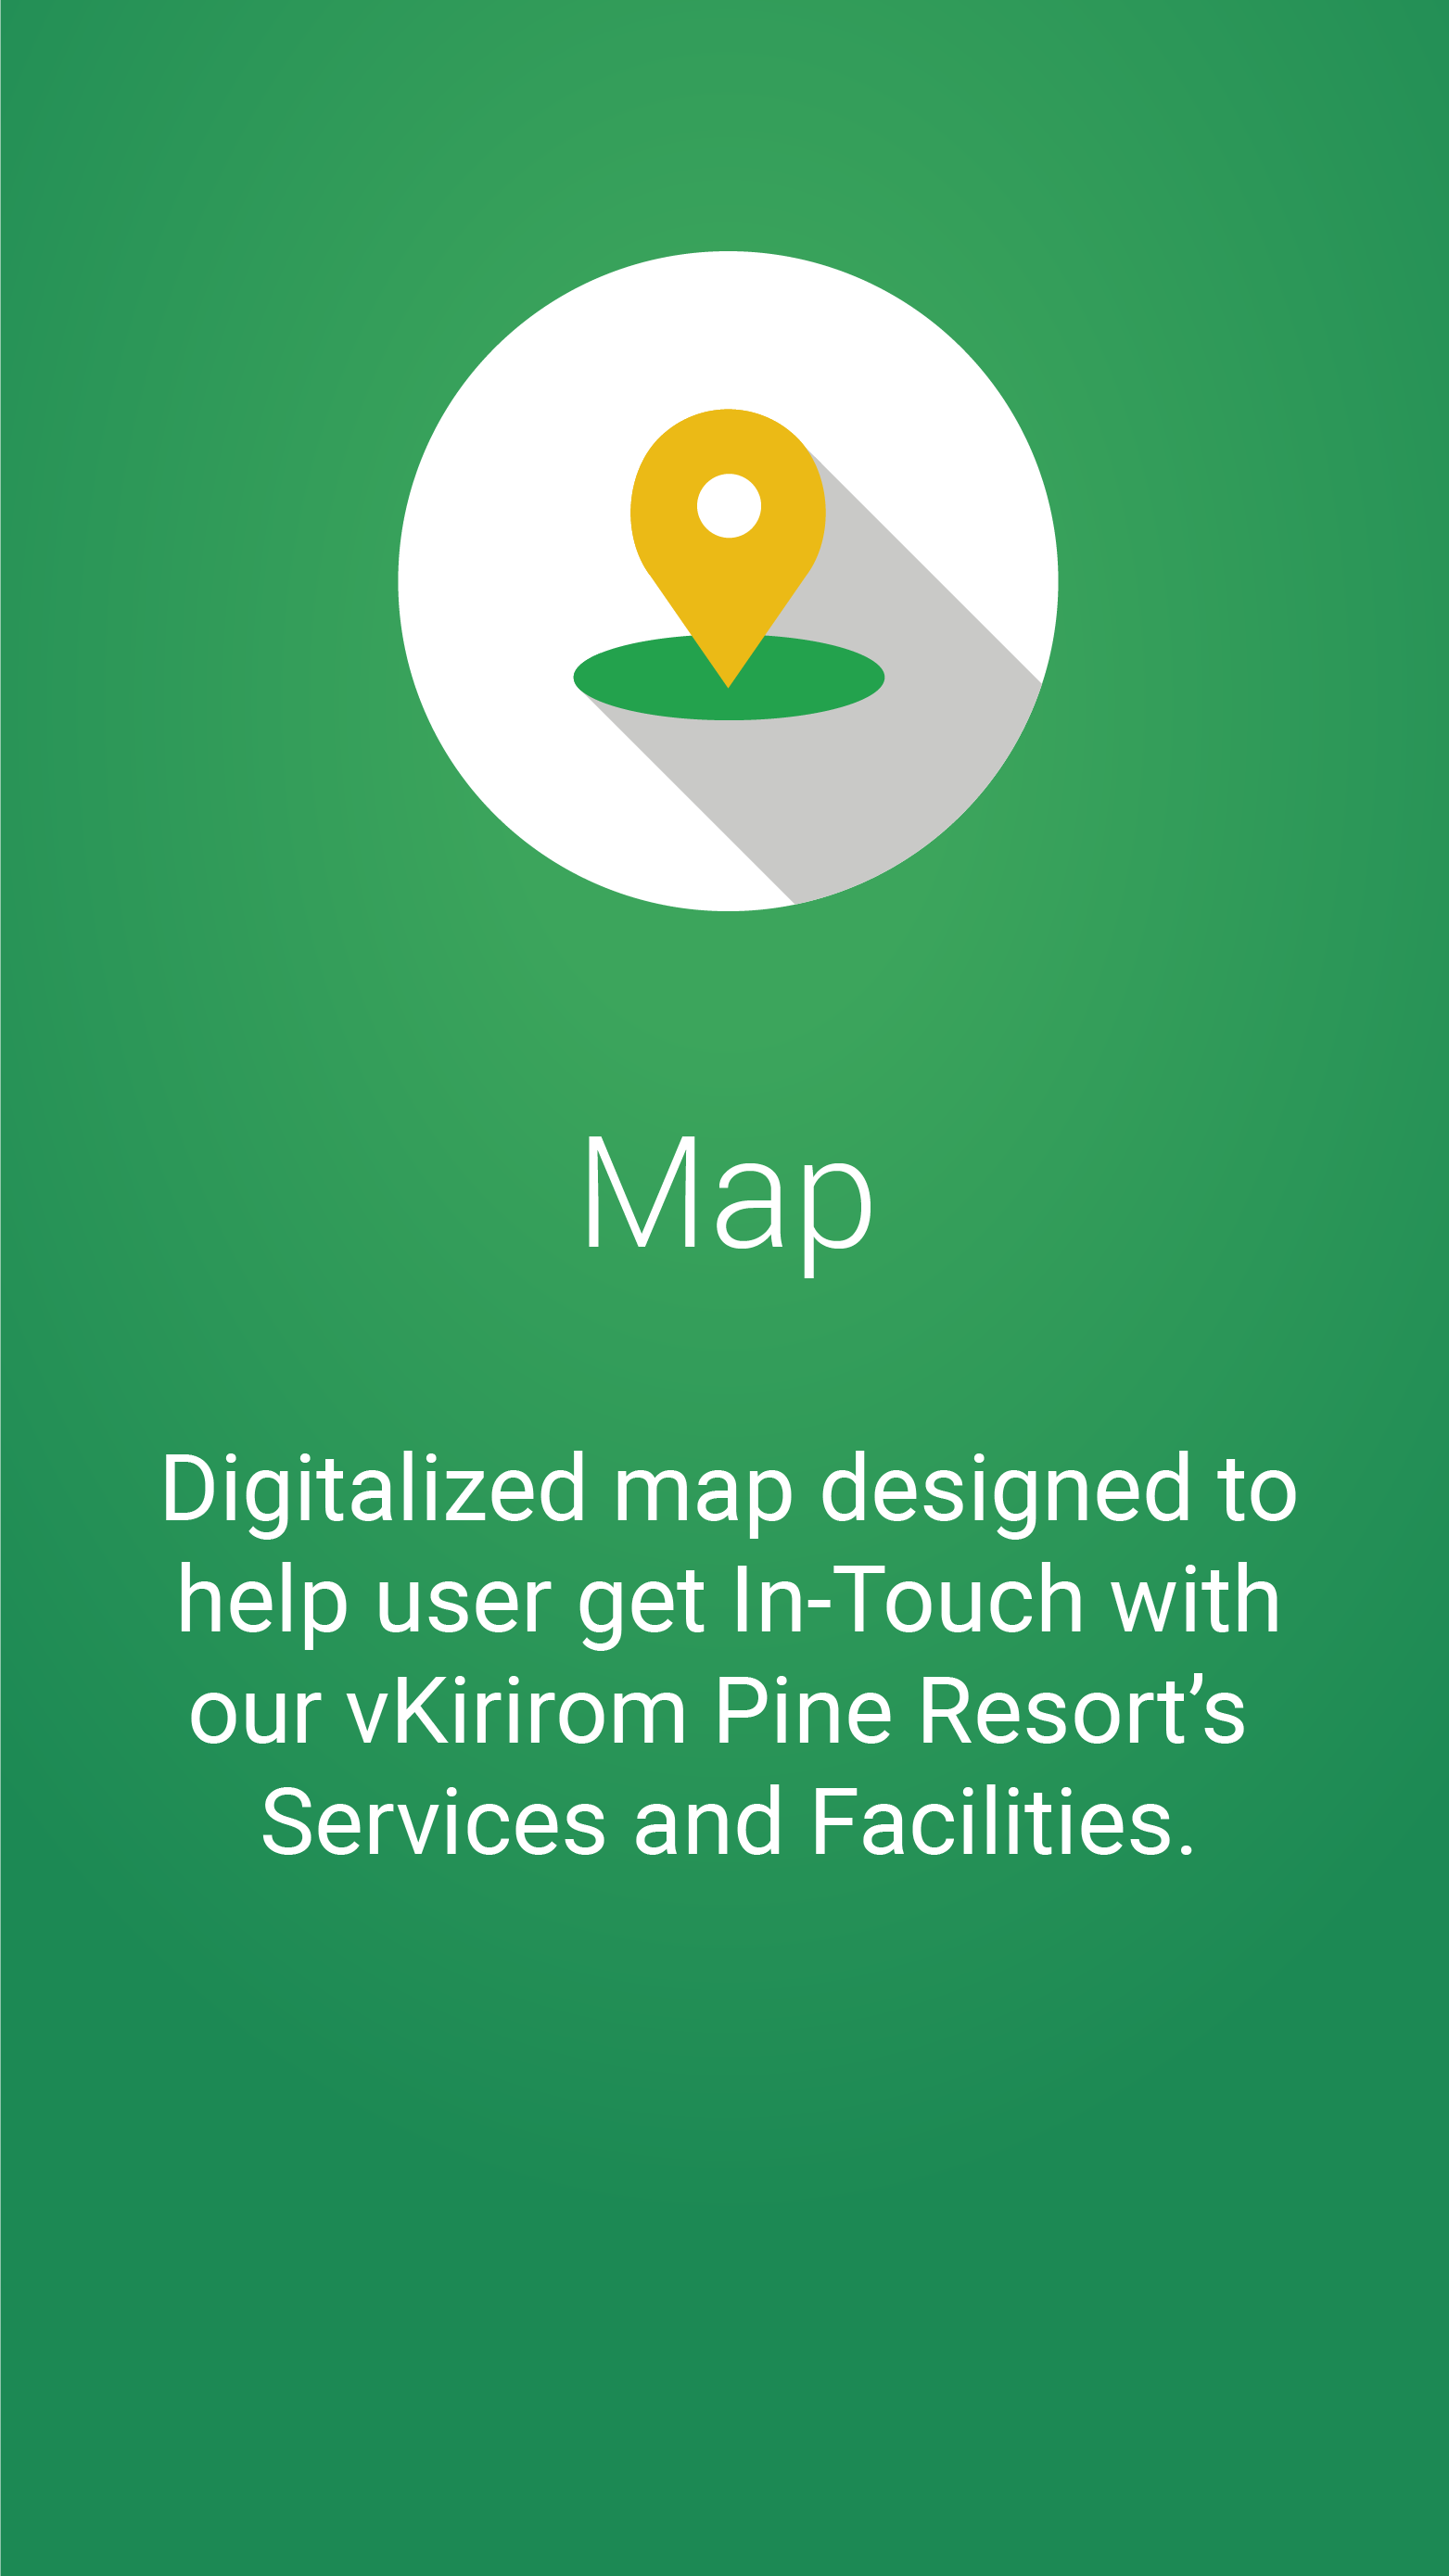 Map
Digitalized map designed to
help user get In-Touch with
our vKirirom Pine Resort’s
Services and Facilities.